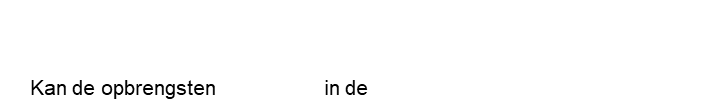 Kan de opbrengsten in de